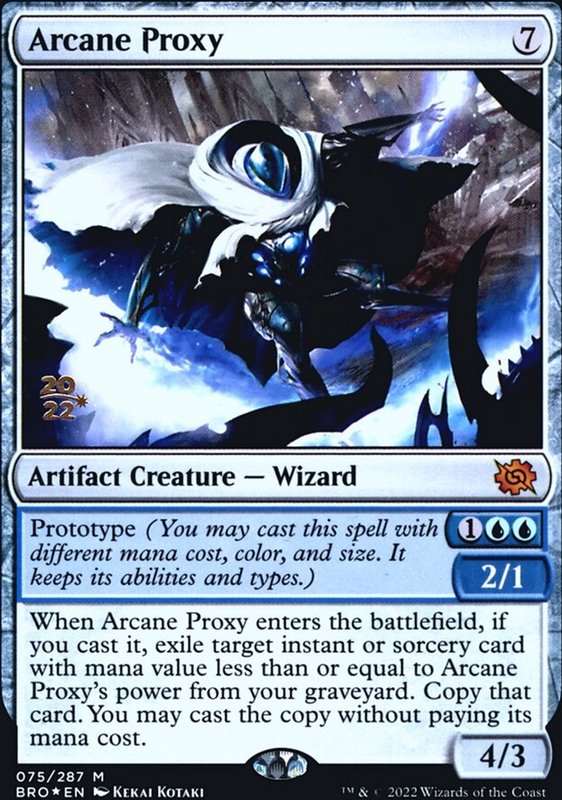 Arcane Proxy 7
20
22
Artifact Creature — Wizard
Prototype (You may cast this spell with 1
different mana cost, color, and size. It
keeps its abilities and types.) 2/1
When Arcane Proxy enters the battlefield, if
you cast it, exile target instant or sorcery card
with mana value less than or equal to Arcane
Proxy's power from your graveyard. Copy that
card. You may cast the copy without paying its
mana cost.
4/3
075/287 M
BRO★EN Kekai Kotaki ™ & © 2022 Wizards of the Coast